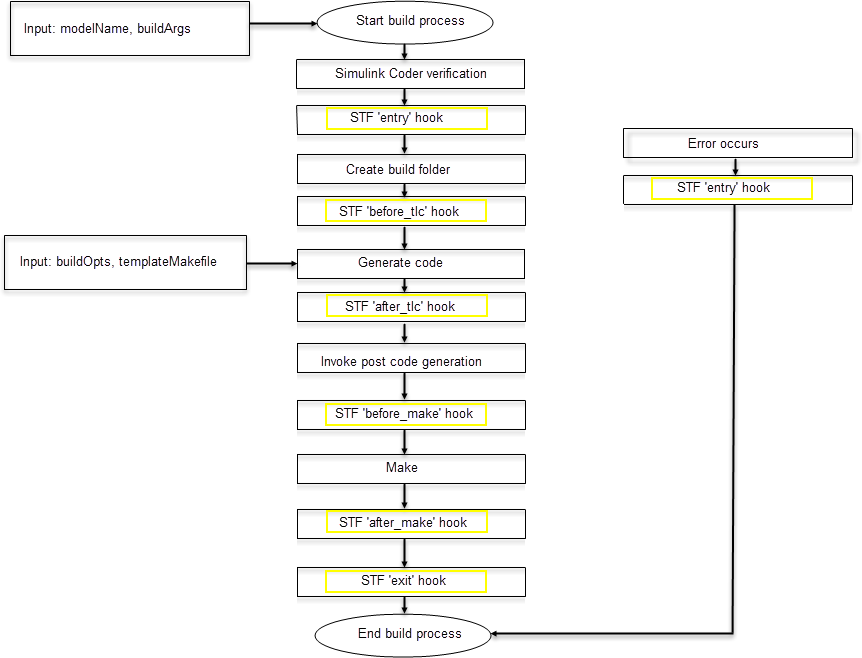 Input: modelName, buildArgs
Start build process
Simulink Coder verification
STF 'entry' hook
Create build folder
STF 'before_tlc' hook
Input: buildOpts, templateMakefile
Generate code
STF 'after_tlc' hook
Invoke post code generation
STF 'before_make' hook
Make
STF 'after_make' hook
STF 'exit' hook
End build process
Error occurs
STF 'entry' hook